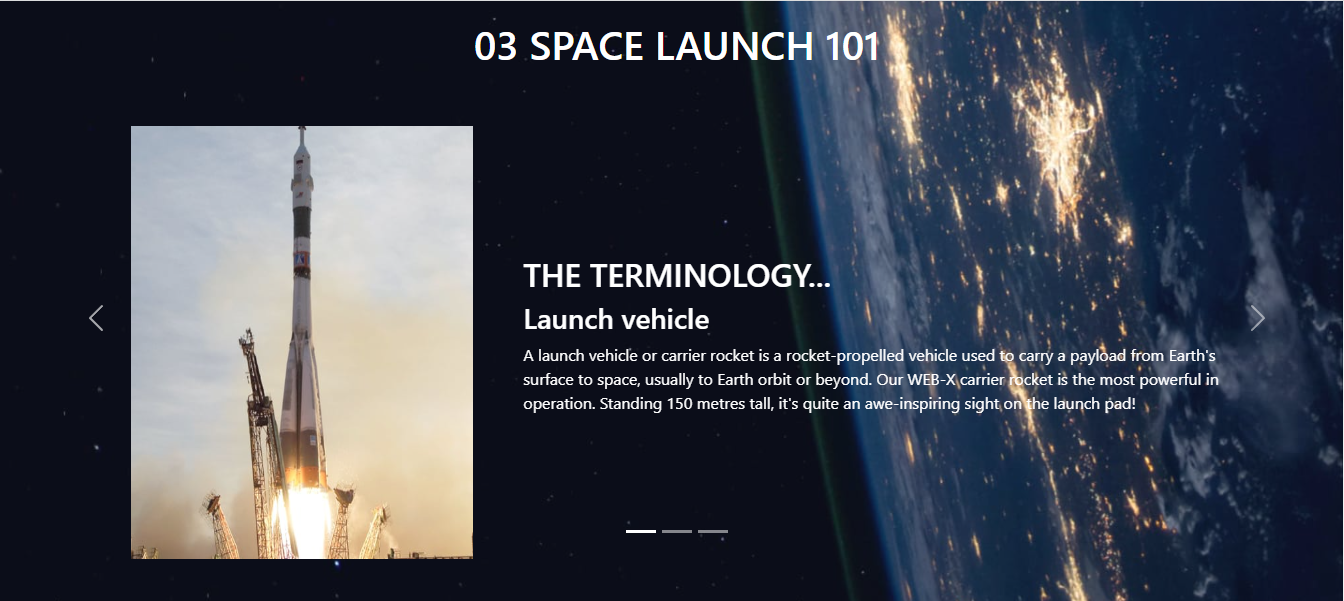 03 SPACE LAUNCH 101
THE TERMINOLOGY...
Launch vehicle
A launch vehicle or carrier rocket is a rocket-propelled vehicle used to carry a payload from Earth's
surface to space, usually to Earth orbit or beyond. Our WEB-X carrier rocket is the most powerful in
operation. Standing 150 metres tall, it's quite an awe-inspiring sight on the launch pad!